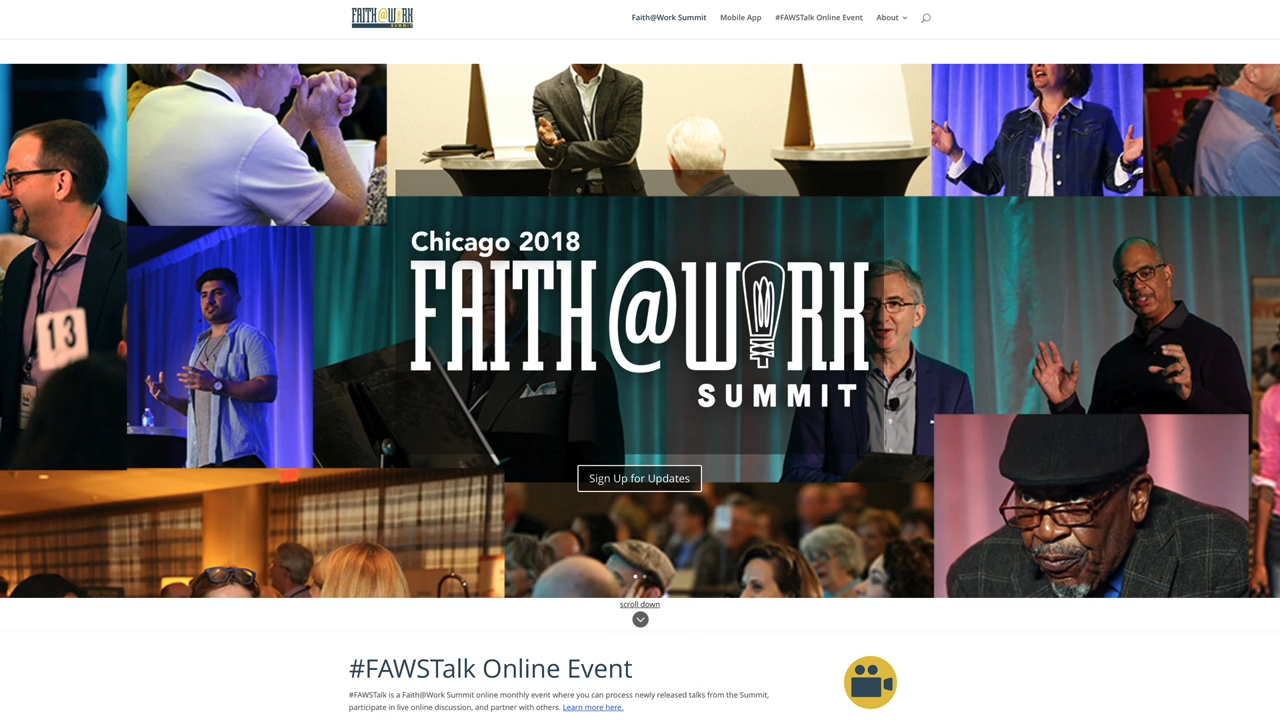 FAITH@WORK
SUMMIT
Faith@Work Summit
Mobile App
#FAWSTalk Online Event
About
13
Chicago 2018
FAITH@WORK
SUMMIT
Sign Up for Updates
scroll down
#FAWSTalk Online Event
#FAWSTalk is a Faith@Work Summit online monthly event where you can process newly released talks from the Summit,
participate in live online discussion, and partner with others. Learn more here.